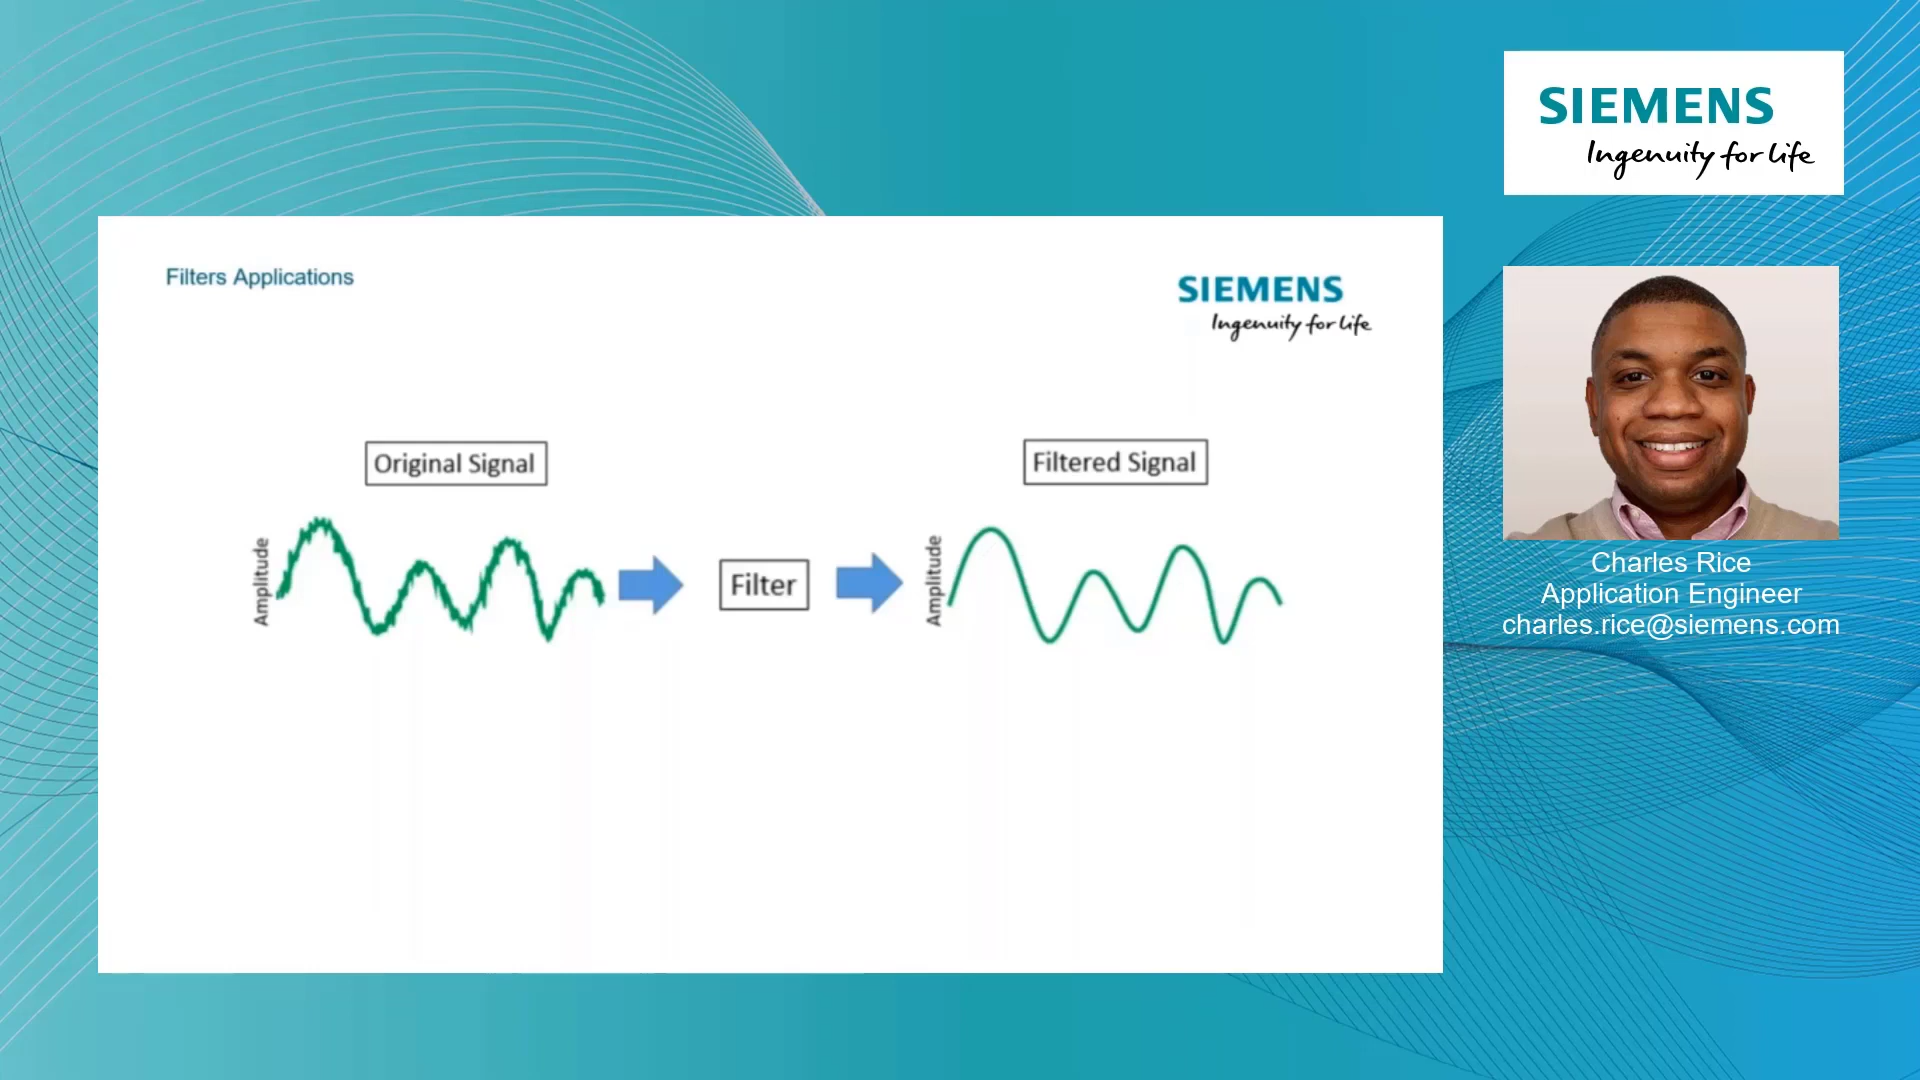 SIEMENS
Ingenuity for life
Filters Applications
SIEMENS
Ingenuity for life
Original Signal
Filtered Signal
Amplitude
Filter
Amplitude
Charles Rice
Application Engineer
charles.rice@siemens.com